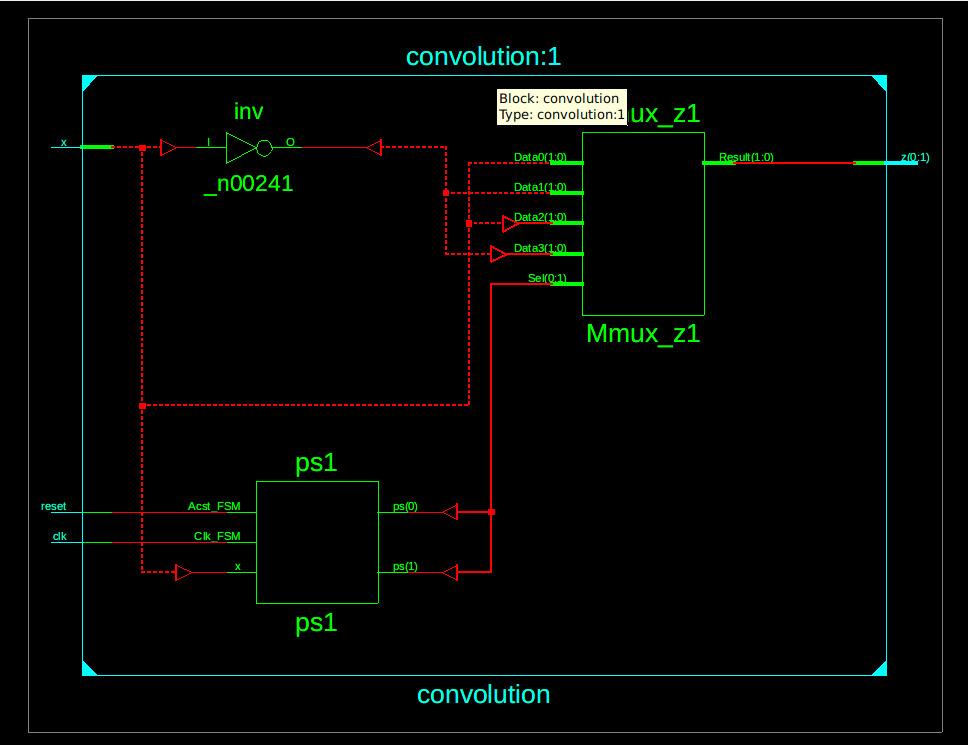 convolution:1
Block: convolution
Type: convolution:1
inv
ux_z1
x
I
O
_n00241
Data0(1:0)
Data1(1:0)
Data2(1:0)
Data3(1:0)
Sel(0:1)
Result(1:0)
z(0:1)
Mmux_z1
ps1
reset
Acst_FSM
ps(0)
clk
Clk_FSM
x
ps(1)
ps1
convolution